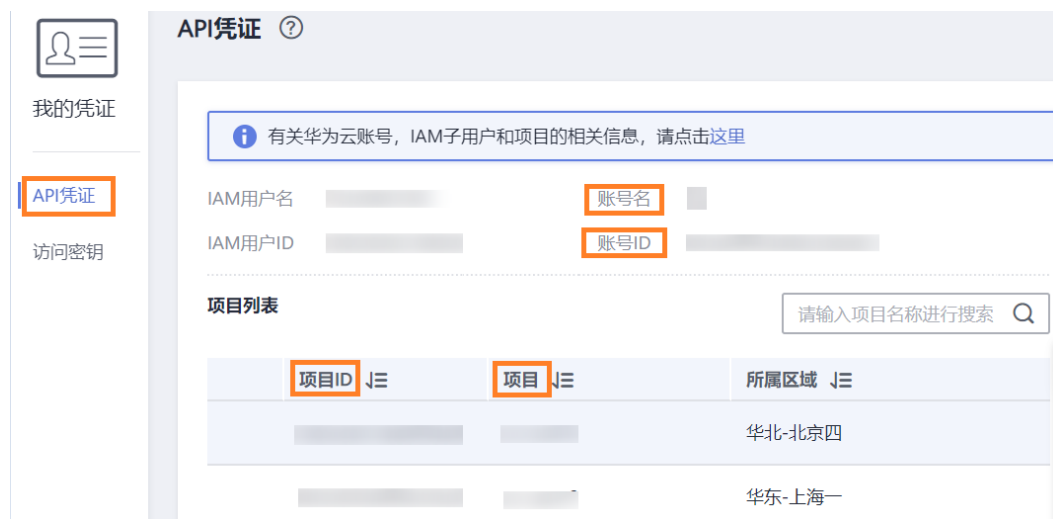 API凭证 ?
我的凭证
API凭证
访问密钥
i 有关华为云账号，IAM子用户和项目的相关信息，请点击这里
IAM用户名 账号名
IAM用户ID 账号ID
项目列表
请输入项目名称进行搜索
项目ID 项目 所属区域
华北-北京四
华东-上海一